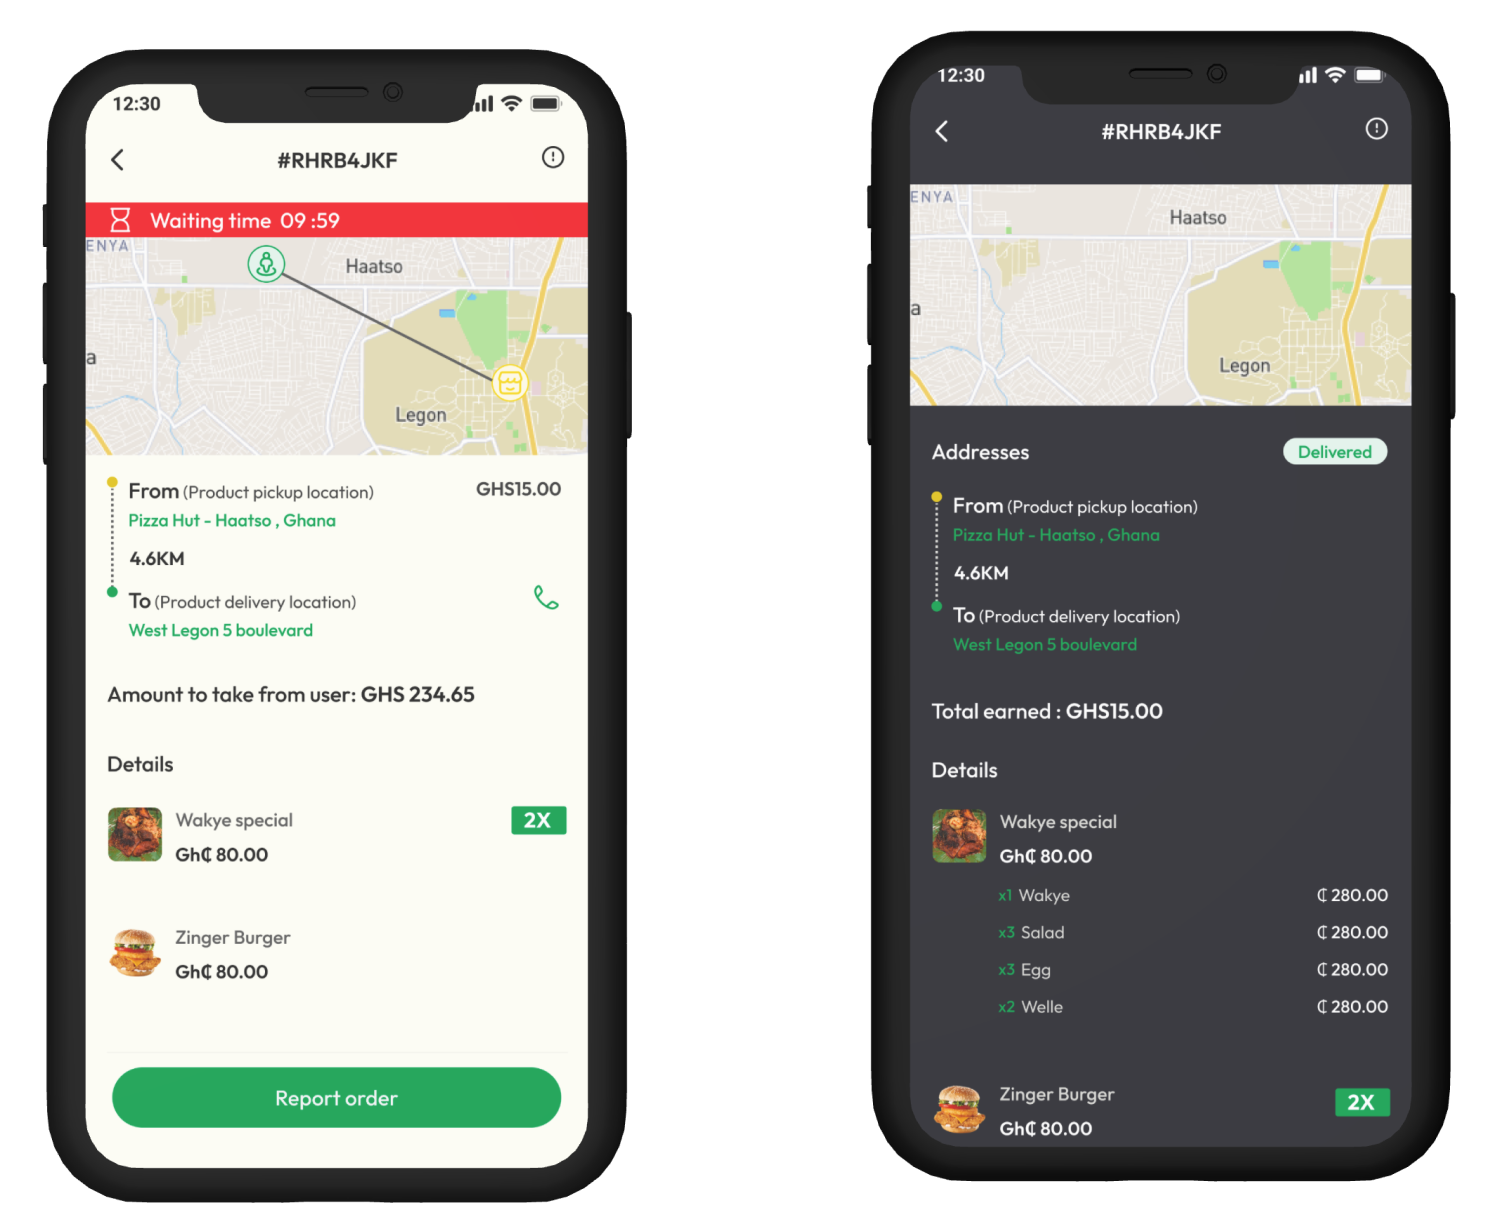 12:30
#RHRB4JKF
Waiting time 09 :59
ENYA
Haatso
a
Legon
From (Product pickup location) GHS15.00
Pizza Hut - Haatso , Ghana
4.6KM
To (Product delivery location)
West Legon 5 boulevard
Amount to take from user: GHS 234.65
Details
Wakye special 2X
Gh₵ 80.00
Zinger Burger
Gh₵ 80.00
Report order
12:30
#RHRB4JKF
ENYA
Haatso
a
Legon
Addresses Delivered
From (Product pickup location)
Pizza Hut - Haatso , Ghana
4.6KM
To (Product delivery location)
West Legon 5 boulevard
Total earned : GHS15.00
Details
Wakye special
Gh₵ 80.00
x1 Wakye ₵ 280.00
x3 Salad ₵ 280.00
x3 Egg ₵ 280.00
x2 Welle ₵ 280.00
Zinger Burger 2X
Gh₵ 80.00